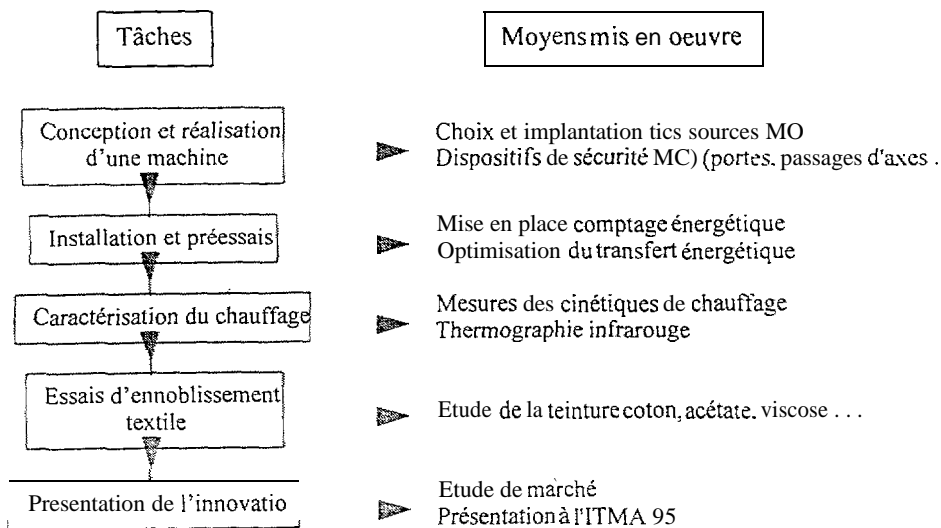 Tâches
Moyens mis en oeuvre
Conception et réalisation
d'une machine
Choix et implantation tics sources MO
Dispositifs de sécurité MC) (portes. passages d'axes .
Installation et préessais
Mise en place comptage énergétique
Optimisation du transfert énergétique
Caractérisation du chauffage
Mesures des cinétiques de chauffage
Thermographie infrarouge
Essais d'ennoblissement
textile
Etude de la teinture coton, acétate. viscose . . .
Presentation de l'innovatio
Etude de marché
Présentation à l'ITMA 95